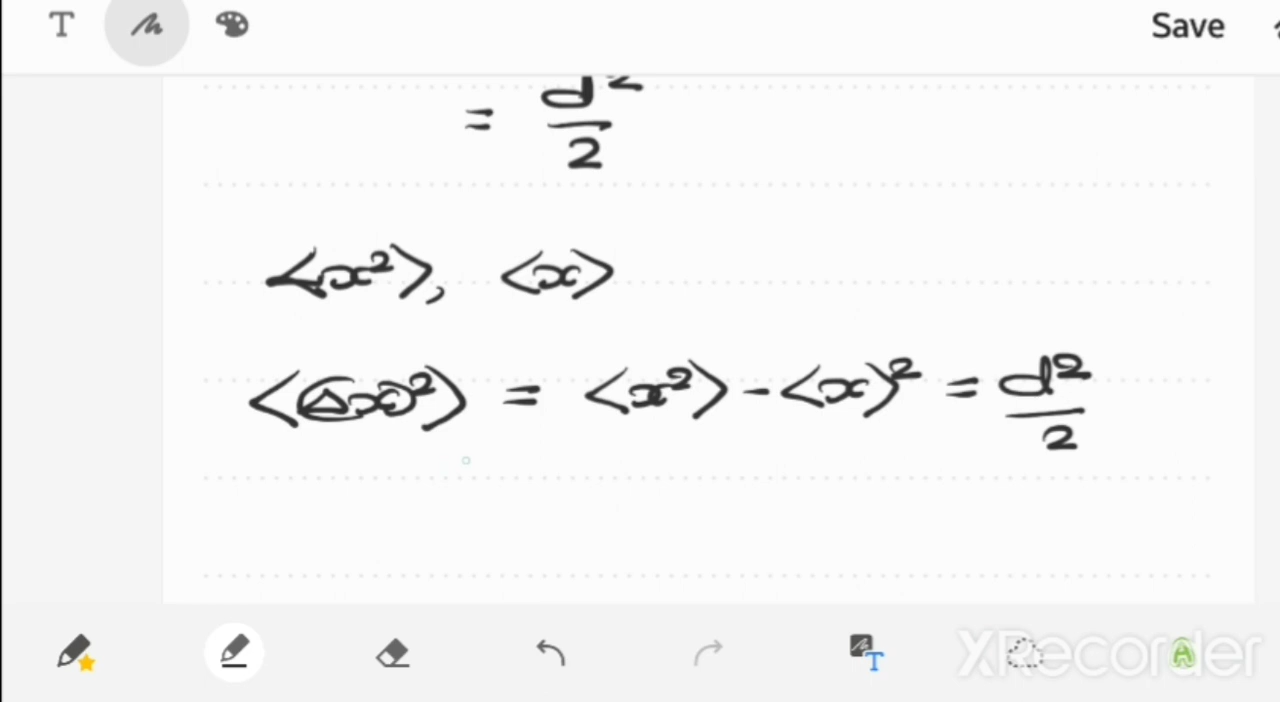 T Save
= d²/2
<x²>, <x>
<(Δx)²> = <x²> - <x>² = d²/2
T XRecorder